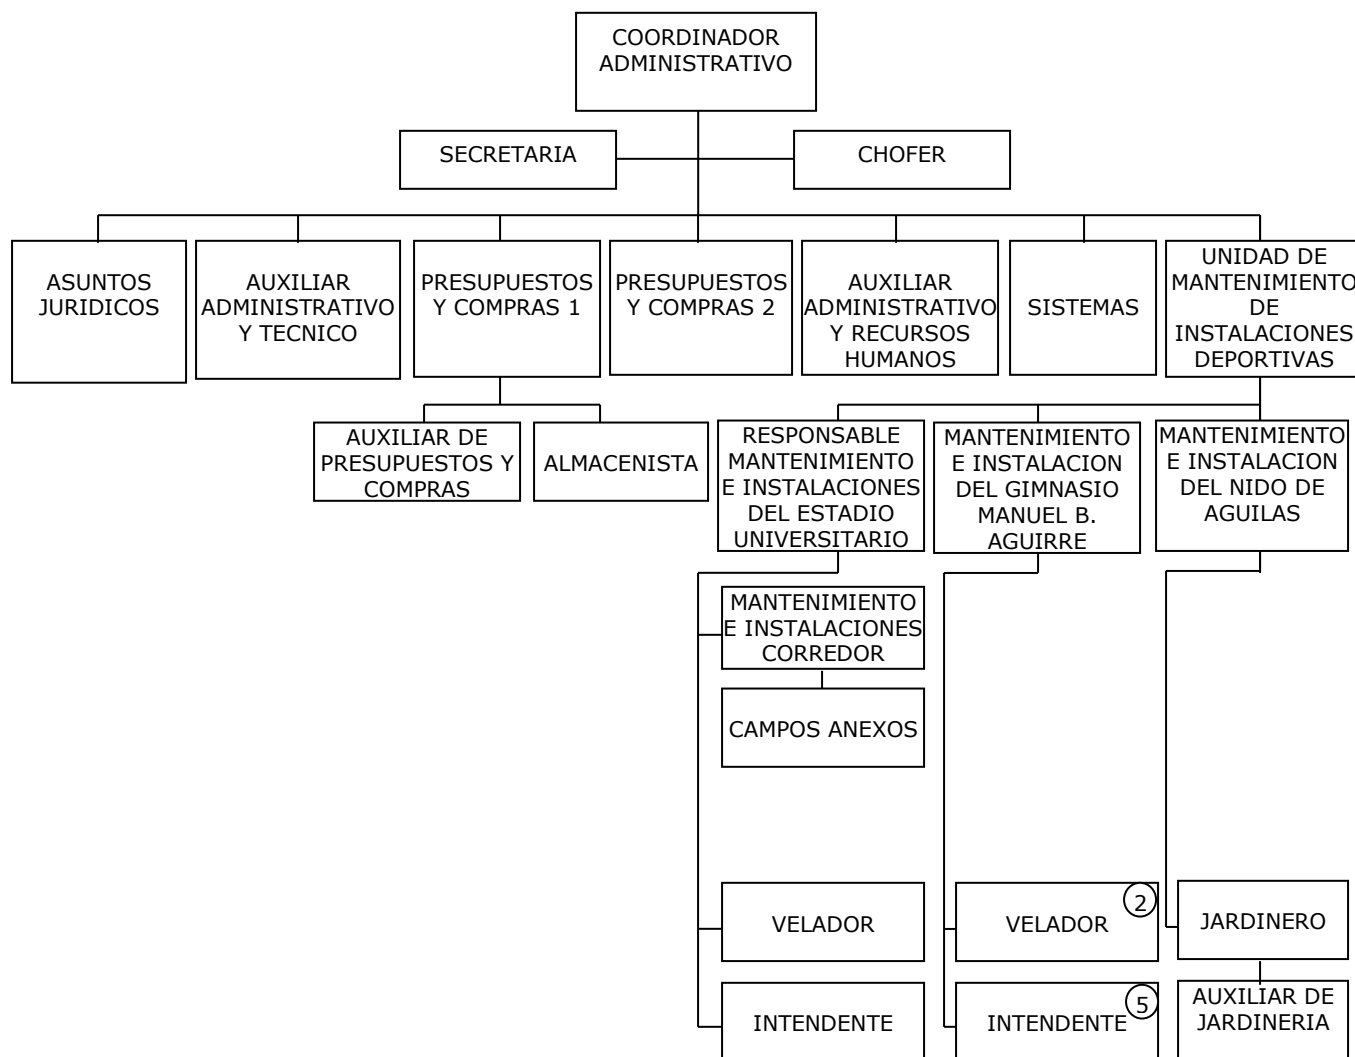 COORDINADOR
ADMINISTRATIVO
SECRETARIA
CHOFER
ASUNTOS
JURIDICOS
AUXILIAR
ADMINISTRATIVO
Y TECNICO
PRESUPUESTOS
Y COMPRAS 1
PRESUPUESTOS
Y COMPRAS 2
AUXILIAR
ADMINISTRATIVO
Y RECURSOS
HUMANOS
SISTEMAS
UNIDAD DE
MANTENIMIENTO
DE
INSTALACIONES
DEPORTIVAS
AUXILIAR DE
PRESUPUESTOS Y
COMPRAS
ALMACENISTA
RESPONSABLE
MANTENIMIENTO
E INSTALACIONES
DEL ESTADIO
UNIVERSITARIO
MANTENIMIENTO
E INSTALACION
DEL GIMNASIO
MANUEL B.
AGUIRRE
MANTENIMIENTO
E INSTALACION
DEL NIDO DE
AGUILAS
MANTENIMIENTO
E INSTALACIONES
CORREDOR
CAMPOS ANEXOS
VELADOR
VELADOR
2
JARDINERO
INTENDENTE
INTENDENTE
5
AUXILIAR DE
JARDINERIA